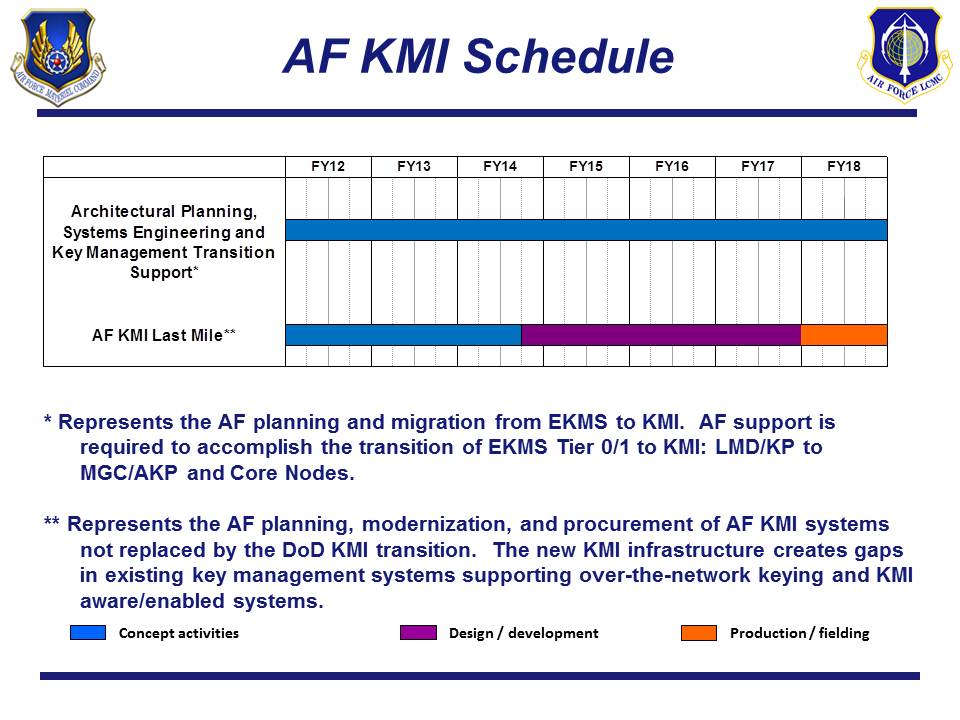 AF KMI Schedule
AIR FORCE MATERIEL COMMAND
AIR FORCE LCMC
FY12 FY13 FY14 FY15 FY16 FY17 FY18
Architectural Planning,
Systems Engineering and
Key Management Transition
Support*
AF KMI Last Mile**
* Represents the AF planning and migration from EKMS to KMI. AF support is
required to accomplish the transition of EKMS Tier 0/1 to KMI: LMD/KP to
MGC/AKP and Core Nodes.
** Represents the AF planning, modernization, and procurement of AF KMI systems
not replaced by the DoD KMI transition. The new KMI infrastructure creates gaps
in existing key management systems supporting over-the-network keying and KMI
aware/enabled systems.
Concept activities Design / development Production / fielding